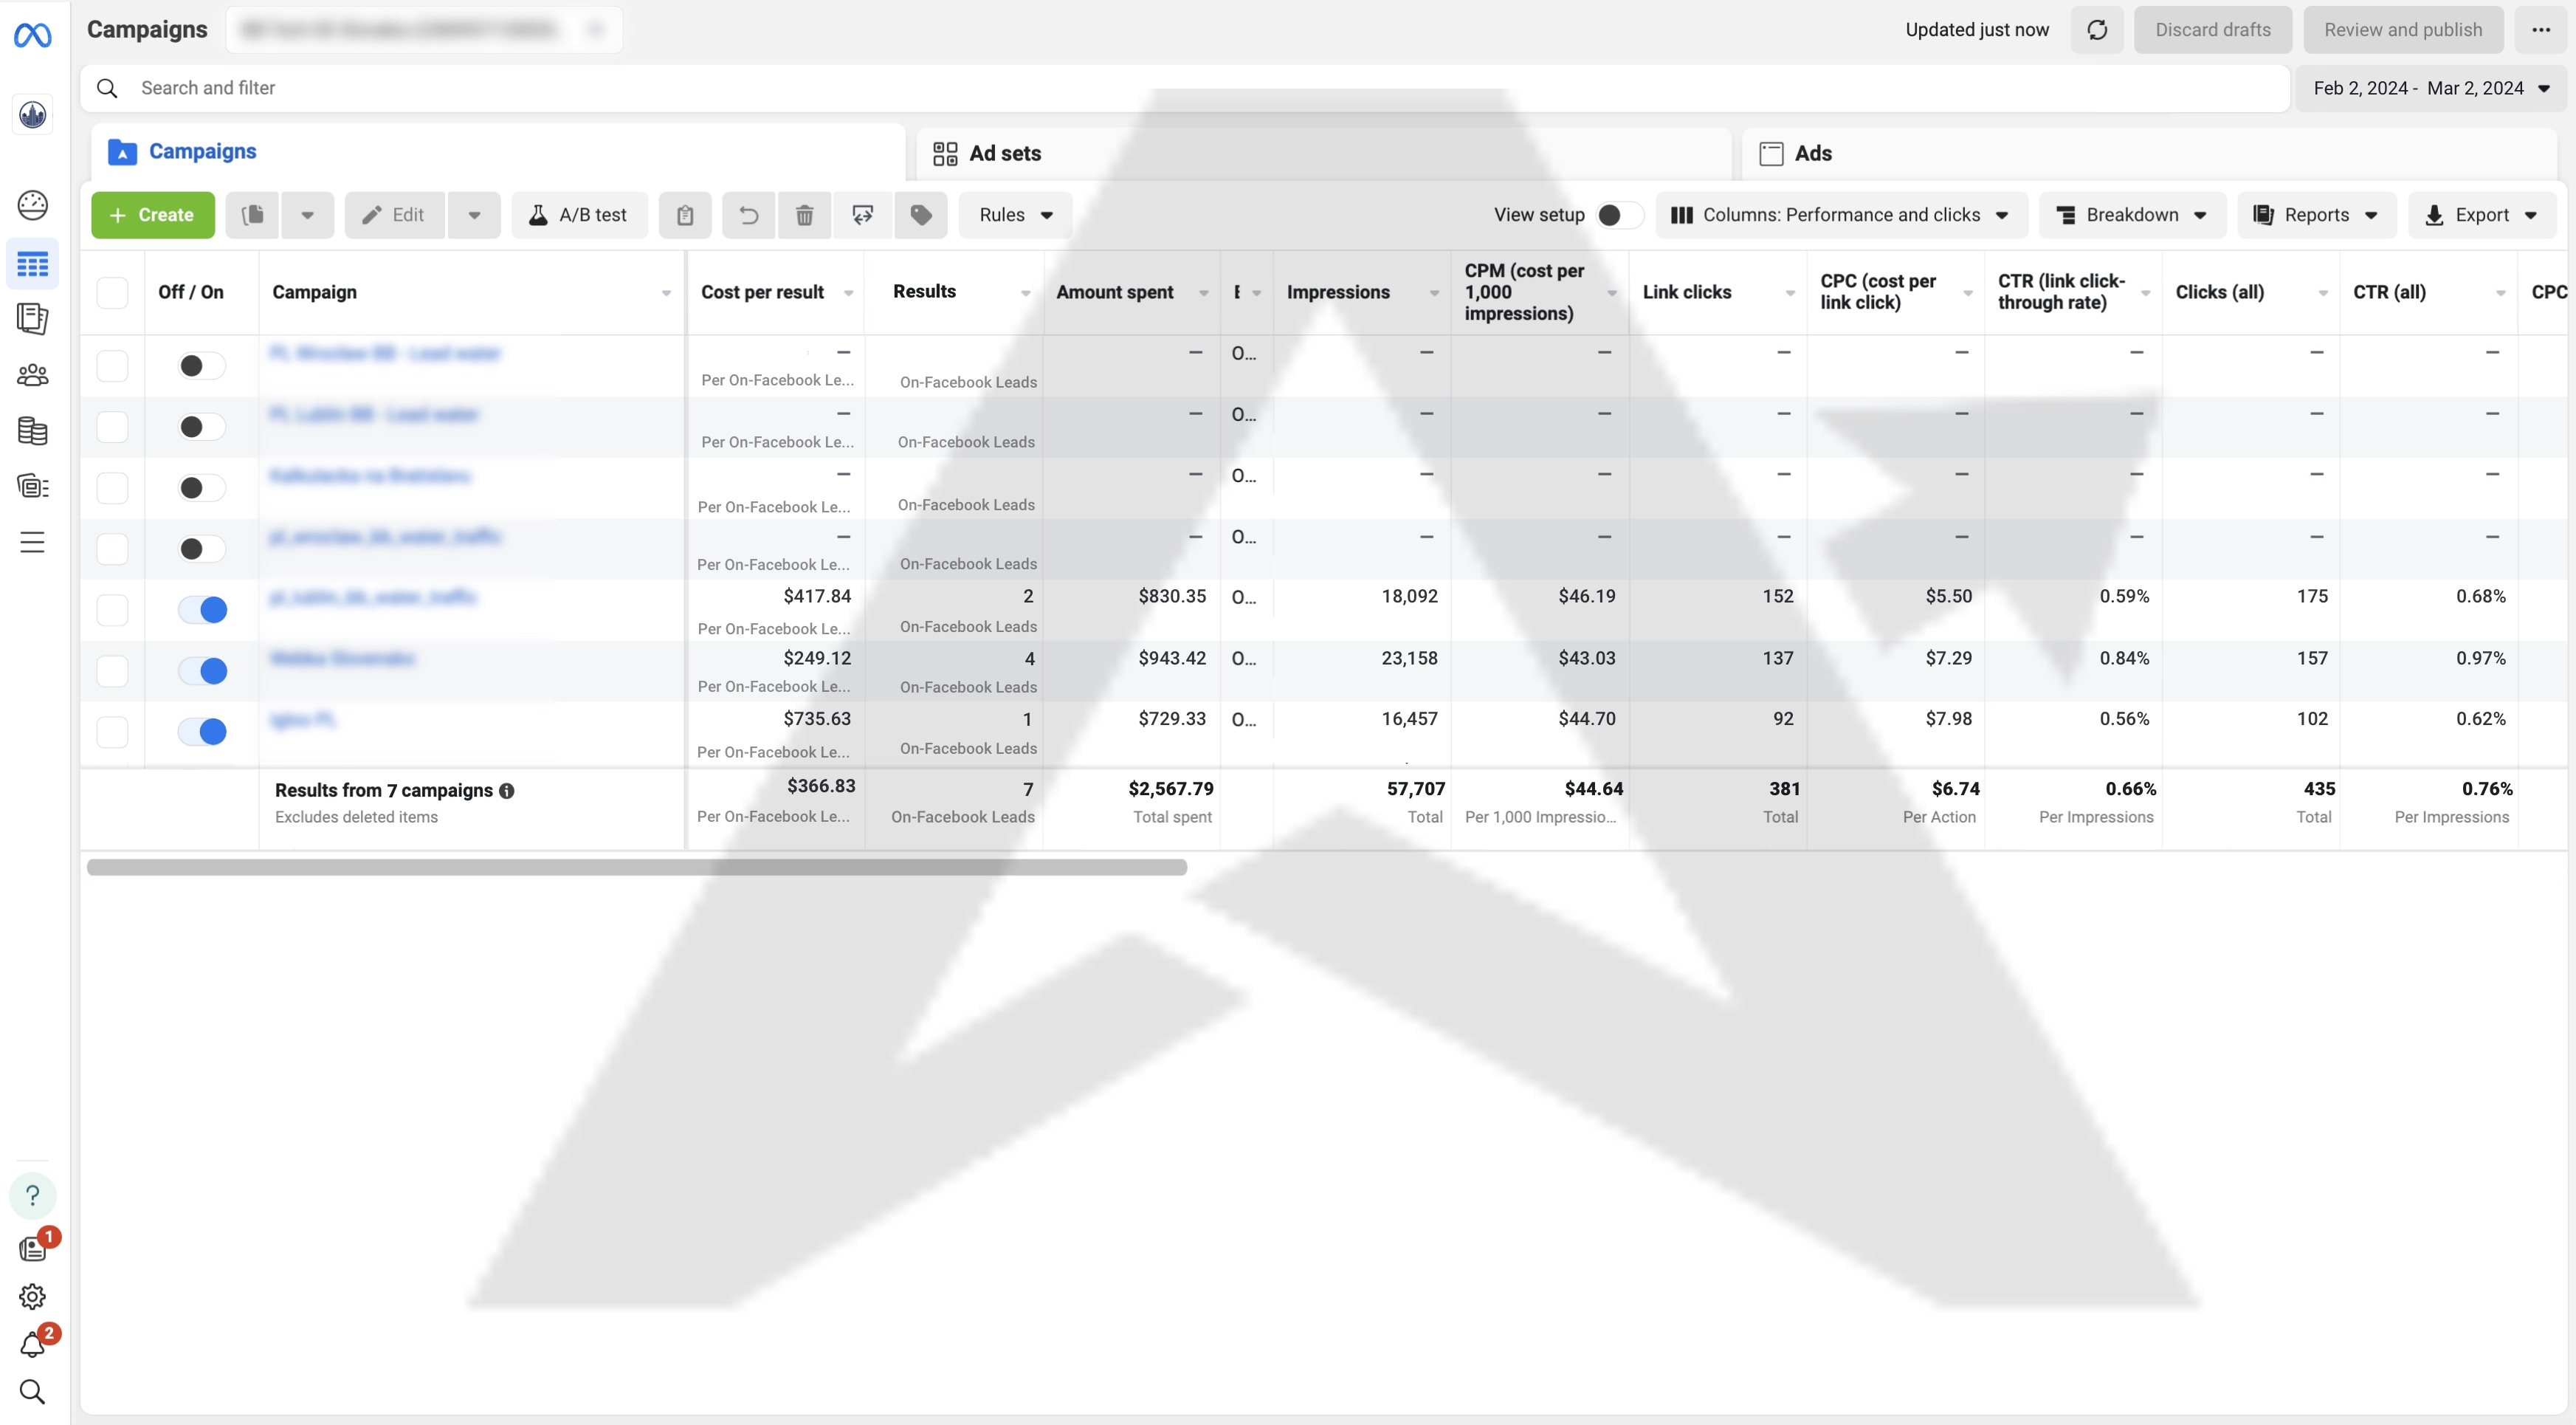 Campaigns
Updated just now
Discard drafts
Review and publish
Search and filter
Feb 2, 2024 - Mar 2, 2024
Campaigns
Ad sets
Ads
+ Create
Edit
A/B test
Rules
View setup
Columns: Performance and clicks
Breakdown
Reports
Export
Off / On
Campaign
Cost per result
Results
Amount spent
Impressions
CPM (cost per
1,000
impressions)
Link clicks
CPC (cost per
link click)
CTR (link click-
through rate)
Clicks (all)
CTR (all)
CPC
— — O... — — — — — — —
Per On-Facebook Le... On-Facebook Leads
— — O... — — — — — — —
Per On-Facebook Le... On-Facebook Leads
— — O... — — — — — — —
Per On-Facebook Le... On-Facebook Leads
— — O... — — — — — — —
Per On-Facebook Le... On-Facebook Leads
$417.84 2 $830.35 O... 18,092 $46.19 152 $5.50 0.59% 175 0.68%
Per On-Facebook Le... On-Facebook Leads
$249.12 4 $943.42 O... 23,158 $43.03 137 $7.29 0.84% 157 0.97%
Per On-Facebook Le... On-Facebook Leads
$735.63 1 $729.33 O... 16,457 $44.70 92 $7.98 0.56% 102 0.62%
Per On-Facebook Le... On-Facebook Leads
Results from 7 campaigns $366.83 7 $2,567.79 57,707 $44.64 381 $6.74 0.66% 435 0.76%
Excludes deleted items Per On-Facebook Le... On-Facebook Leads Total spent Total Per 1,000 Impressio... Total Per Action Per Impressions Total Per Impressions
?
1
2